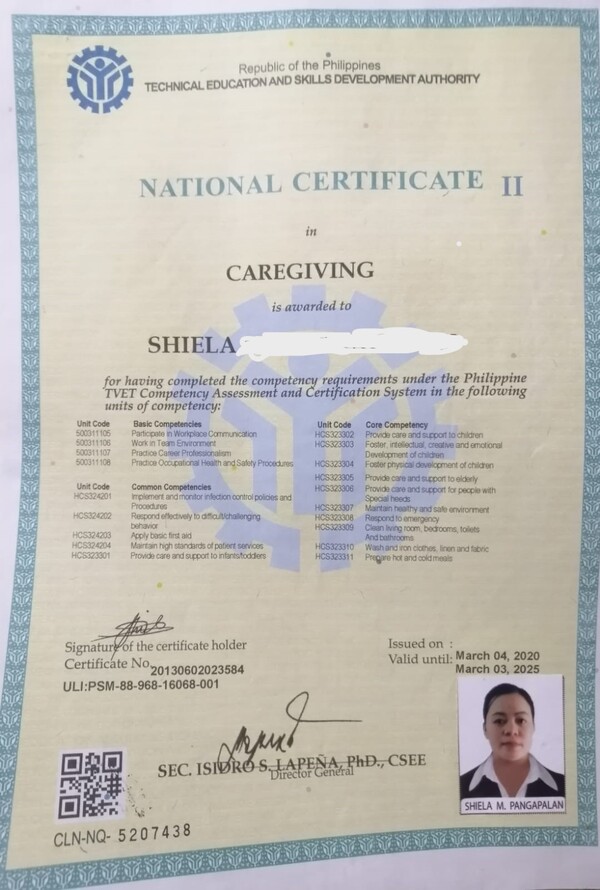 Republic of the Philippines
TECHNICAL EDUCATION AND SKILLS DEVELOPMENT AUTHORITY
NATIONAL CERTIFICATE II
in
CAREGIVING
is awarded to
SHIELA
for having completed the competency requirements under the Philippine
TVET Competency Assessment and Certification System in the following
units of competency:
Unit Code Basic Competencies
500311105 Participate in Workplace Communication
500311106 Work in Team Environment
500311107 Practice Career Professionalism
500311108 Practice Occupational Health and Safety Procedures
Unit Code Common Competencies
HCS324201 Implement and monitor infection control policies and
Procedures
HCS324202 Respond effectively to difficult/challenging
behavior
HCS324203 Apply basic first aid
HCS324204 Maintain high standards of patient services
HCS323301 Provide care and support to infants/toddlers
Unit Code Core Competency
HCS323302 Provide care and support to children
HCS323303 Foster, intellectual, creative and emotional
Development of children
HCS323304 Foster physical development of children
HCS323305 Provide care and support to elderly
HCS323306 Provide care and support for people with
Special needs
HCS323307 Maintain healthy and safe environment
HCS323308 Respond to emergency
HCS323309 Clean living room, bedrooms, toilets
And bathrooms
HCS323310 Wash and iron clothes, linen and fabric
HCS323311 Prepare hot and cold meals
Signature of the certificate holder
Certificate No. 20130602023584
ULI:PSM-88-968-16068-001
Issued on : March 04, 2020
Valid until: March 03, 2025
SEC. ISIDRO S. LAPEÑA, PhD., CSEE
Director General
SHIELA M. PANGAPALAN
CLN-NQ- 5207438